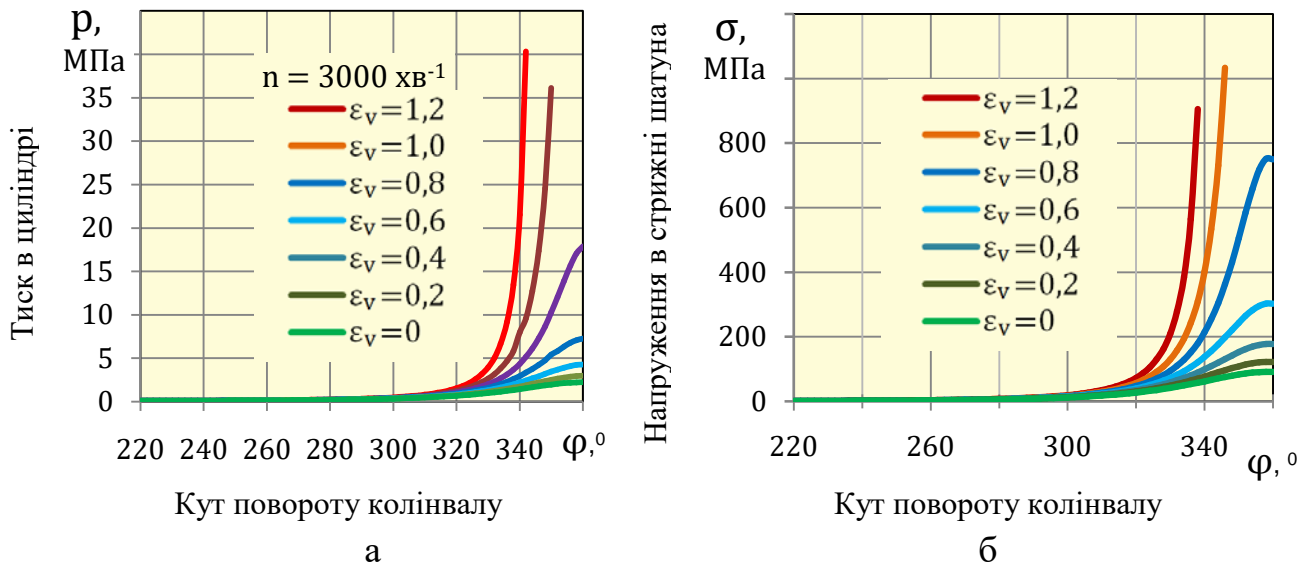 p,
МПа
35
30
25
20
15
10
5
0
Тиск в циліндрі
n = 3000 хв⁻¹
εᵥ=1,2
εᵥ=1,0
εᵥ=0,8
εᵥ=0,6
εᵥ=0,4
εᵥ=0,2
εᵥ=0
220 240 260 280 300 320 340 φ,⁰
Кут повороту колінвалу
а
σ,
МПа
800
600
400
200
0
Напруження в стрижні шатуна
εᵥ=1,2
εᵥ=1,0
εᵥ=0,8
εᵥ=0,6
εᵥ=0,4
εᵥ=0,2
εᵥ=0
220 260 300 340 φ, ⁰
Кут повороту колінвалу
б